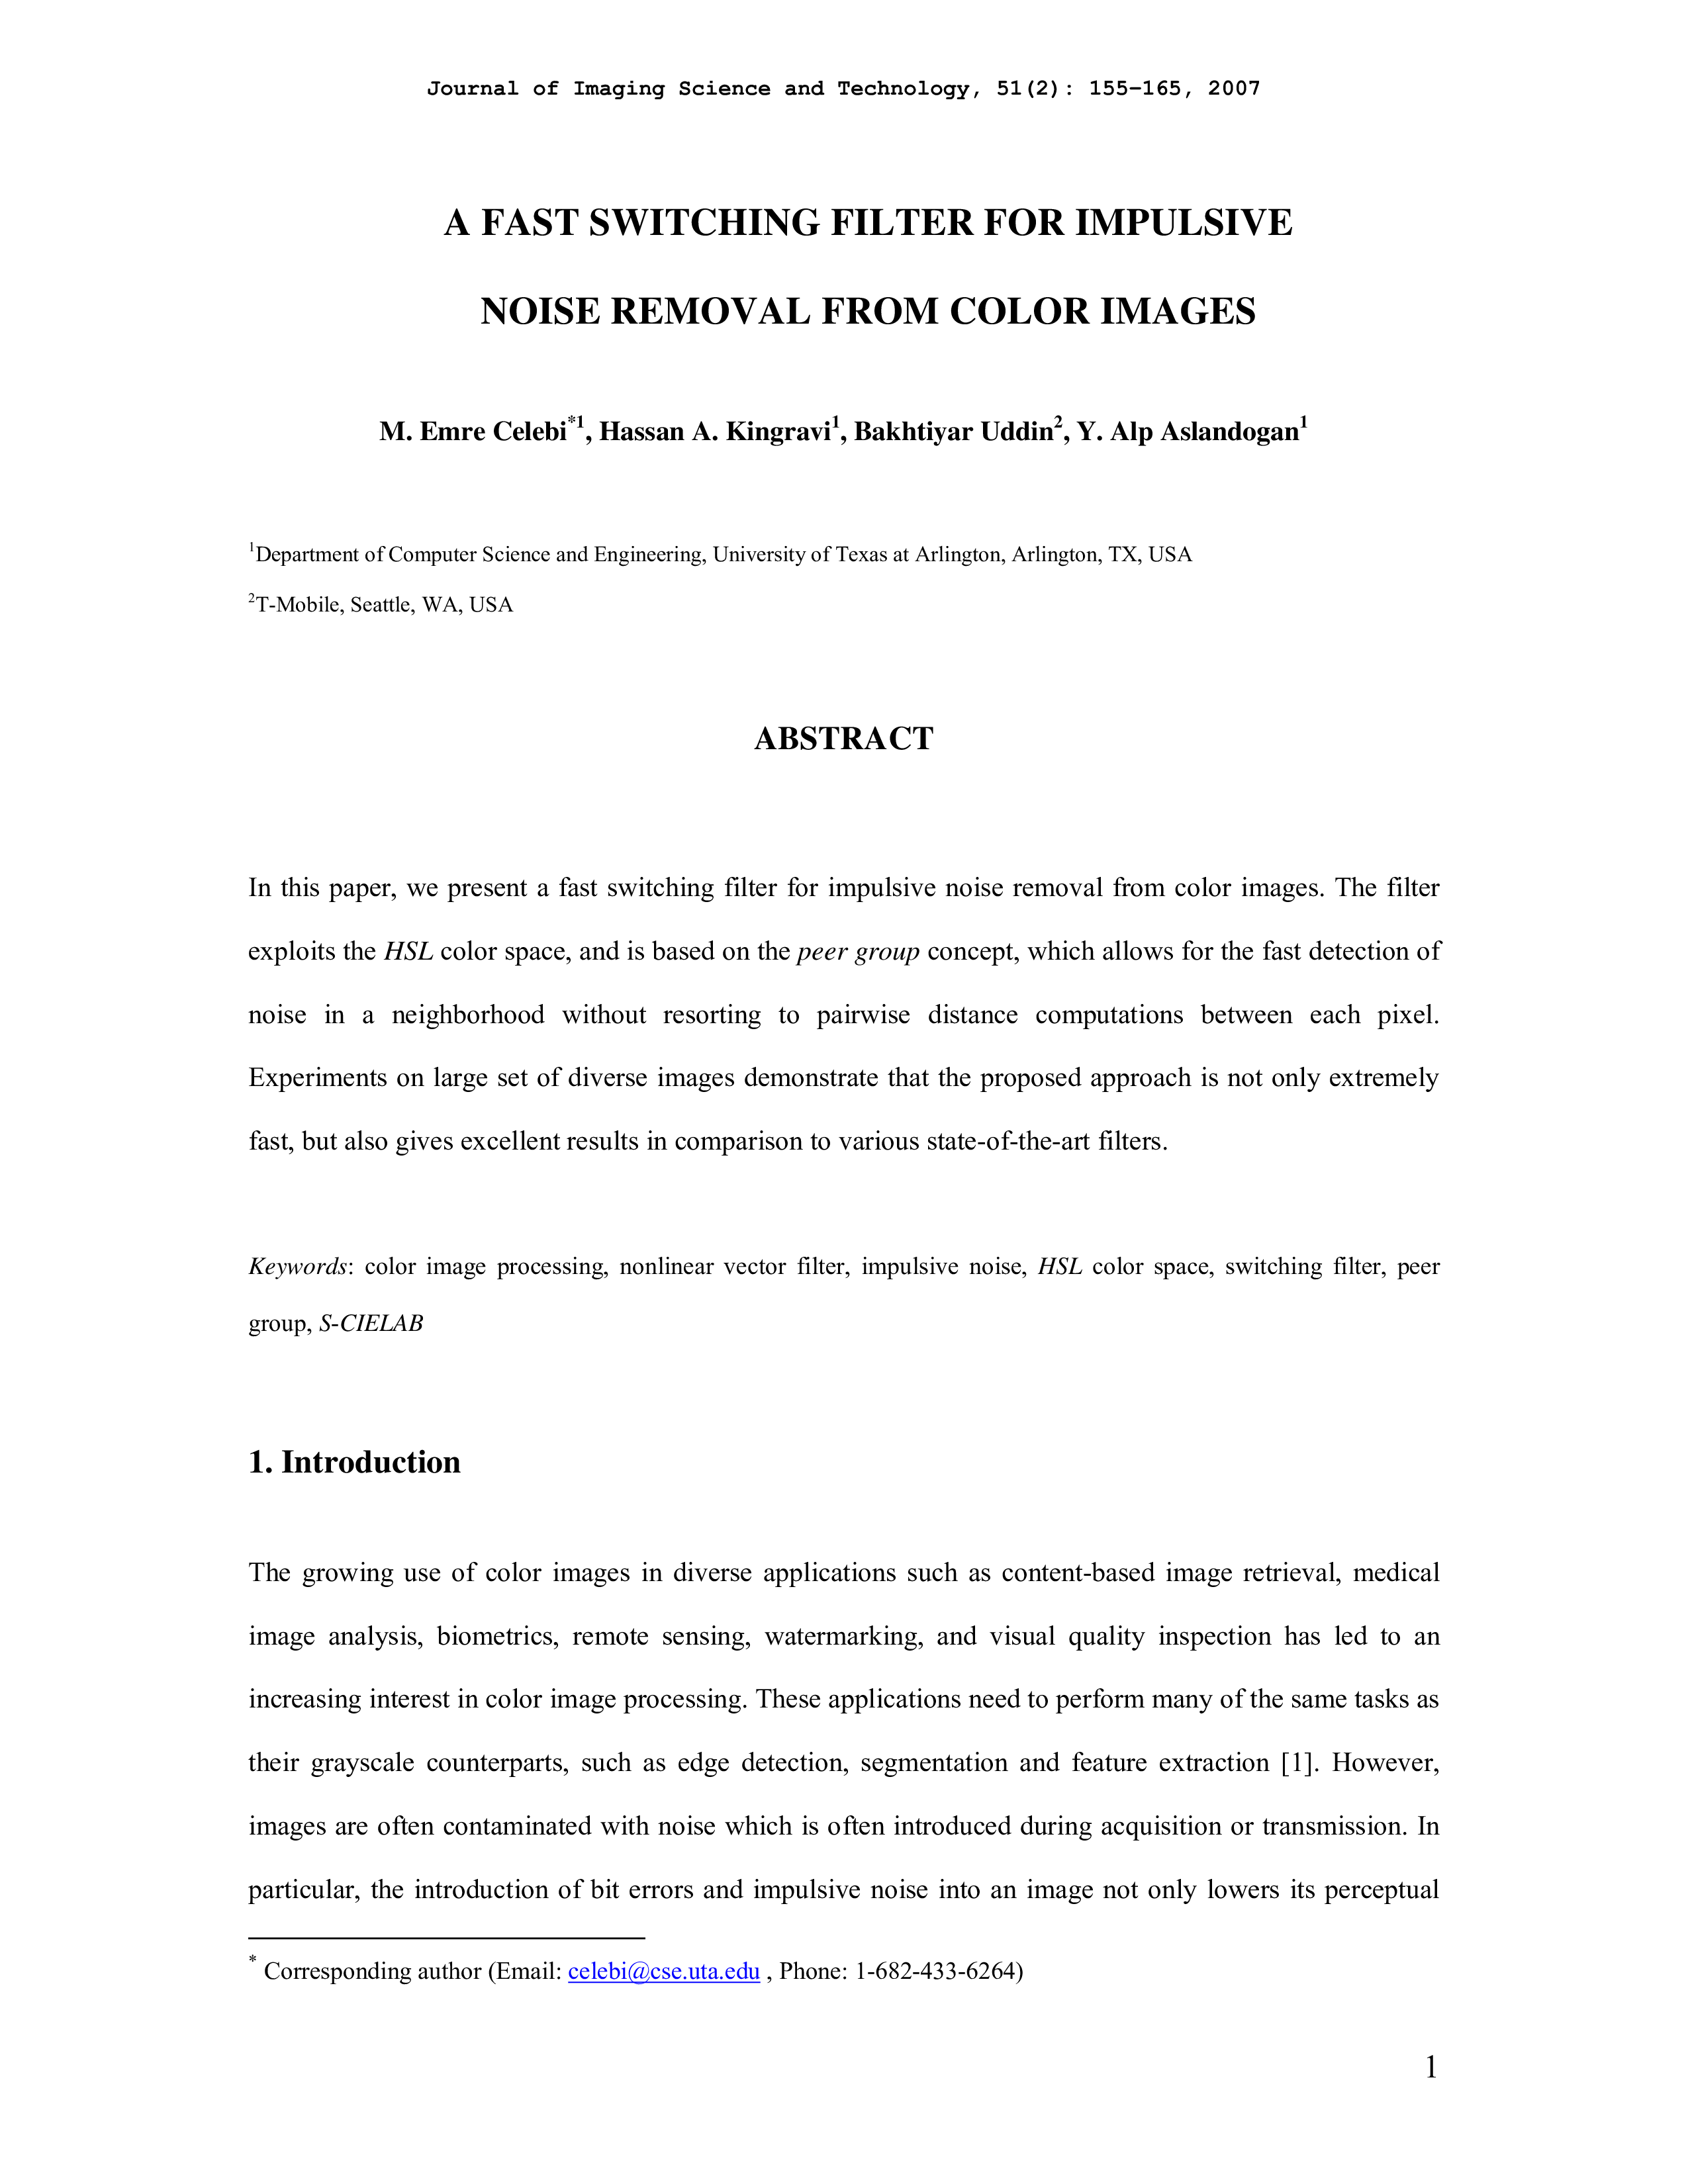 Journal of Imaging Science and Technology, 51(2): 155-165, 2007
A FAST SWITCHING FILTER FOR IMPULSIVE
NOISE REMOVAL FROM COLOR IMAGES
M. Emre Celebi*1, Hassan A. Kingravi1, Bakhtiyar Uddin2, Y. Alp Aslandogan1
1Department of Computer Science and Engineering, University of Texas at Arlington, Arlington, TX, USA
2T-Mobile, Seattle, WA, USA
ABSTRACT
In this paper, we present a fast switching filter for impulsive noise removal from color images. The filter
exploits the HSL color space, and is based on the peer group concept, which allows for the fast detection of
noise in a neighborhood without resorting to pairwise distance computations between each pixel.
Experiments on large set of diverse images demonstrate that the proposed approach is not only extremely
fast, but also gives excellent results in comparison to various state-of-the-art filters.
Keywords: color image processing, nonlinear vector filter, impulsive noise, HSL color space, switching filter, peer
group, S-CIELAB
1. Introduction
The growing use of color images in diverse applications such as content-based image retrieval, medical
image analysis, biometrics, remote sensing, watermarking, and visual quality inspection has led to an
increasing interest in color image processing. These applications need to perform many of the same tasks as
their grayscale counterparts, such as edge detection, segmentation and feature extraction [1]. However,
images are often contaminated with noise which is often introduced during acquisition or transmission. In
particular, the introduction of bit errors and impulsive noise into an image not only lowers its perceptual
* Corresponding author (Email: celebi@cse.uta.edu , Phone: 1-682-433-6264)
1